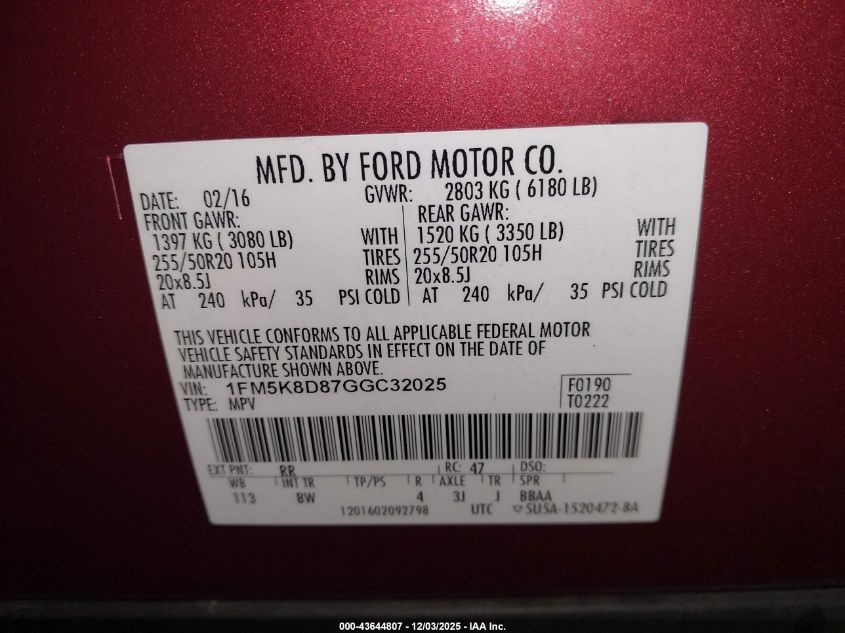 MFD. BY FORD MOTOR CO.
DATE: 02/16 GVWR: 2803 KG ( 6180 LB)
FRONT GAWR: REAR GAWR:
1397 KG ( 3080 LB) WITH 1520 KG ( 3350 LB) WITH
255/50R20 105H TIRES 255/50R20 105H TIRES
20x8.5J RIMS 20x8.5J RIMS
AT 240 kPa/ 35 PSI COLD AT 240 kPa/ 35 PSI COLD
THIS VEHICLE CONFORMS TO ALL APPLICABLE FEDERAL MOTOR
VEHICLE SAFETY STANDARDS IN EFFECT ON THE DATE OF
MANUFACTURE SHOWN ABOVE.
VIN: 1FM5K8D87GGC32025 F0190
TYPE: MPV T0222
EXT PNT: RR RC: 47 DSO:
WB INT TR TP/PS R AXLE TR SPR
113 BW 4 3J J BBAA
1201602092798 UTC ▽ SU5A-1520472-BA
000-43644807 - 12/03/2025 - IAA Inc.